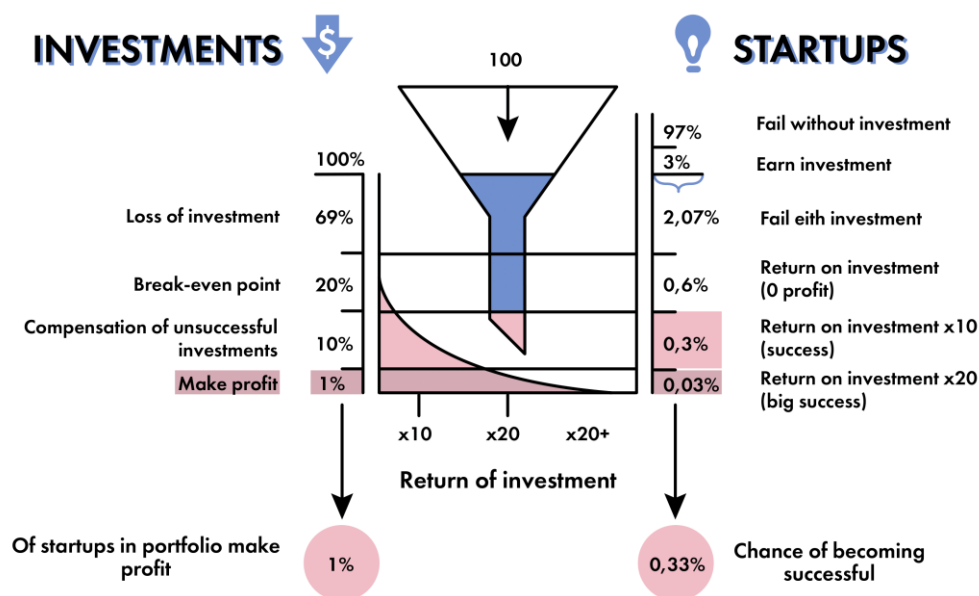 INVESTMENTS
$
STARTUPS
100
100%
Loss of investment
69%
Break-even point
20%
Compensation of unsuccessful
investments
10%
Make profit
1%
97%
Fail without investment
3%
Earn investment
2,07%
Fail eith investment
0,6%
Return on investment
(0 profit)
0,3%
Return on investment x10
(success)
0,03%
Return on investment x20
(big success)
x10
x20
x20+
Return of investment
Of startups in portfolio make
profit
1%
0,33%
Chance of becoming
successful